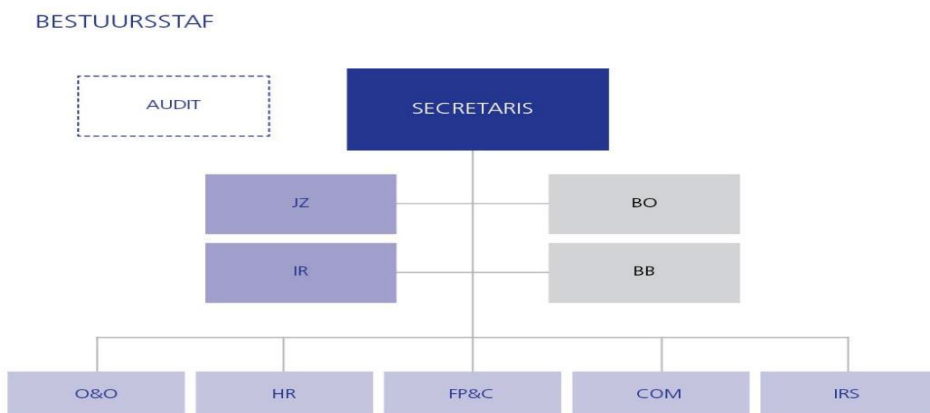 BESTUURSSTAF
AUDIT
SECRETARIS
JZ
BO
IR
BB
O&O
HR
FP&C
COM
IRS